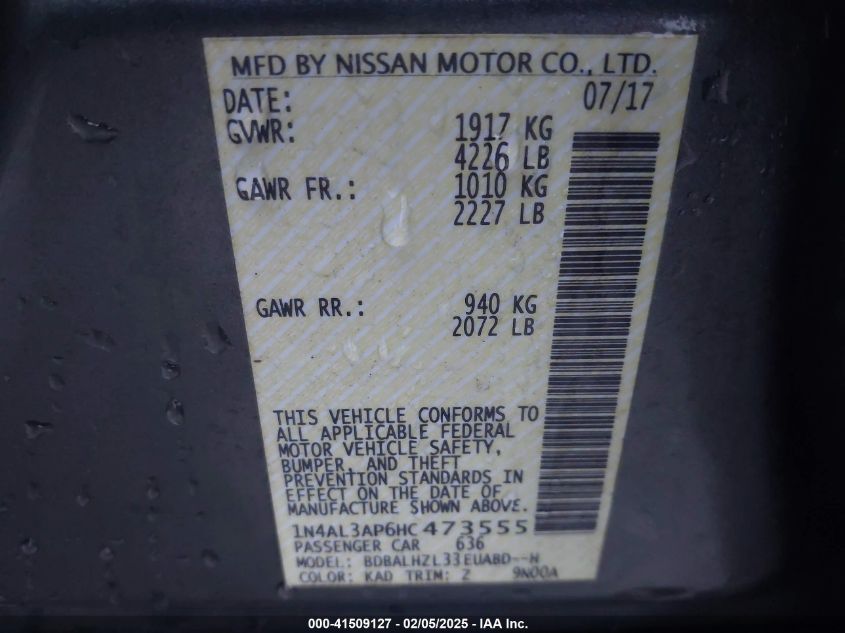 MFD BY NISSAN MOTOR CO., LTD.
DATE: 07/17
GVWR: 1917 KG
4226 LB
GAWR FR.: 1010 KG
2227 LB
GAWR RR.: 940 KG
2072 LB
THIS VEHICLE CONFORMS TO
ALL APPLICABLE FEDERAL
MOTOR VEHICLE SAFETY,
BUMPER, AND THEFT
PREVENTION STANDARDS IN
EFFECT ON THE DATE OF
MANUFACTURE SHOWN ABOVE.
1N4AL3AP6HC473555
PASSENGER CAR 636
MODEL: BDBALHZL33EUABD--H
COLOR: KAD TRIM: Z 9N00A
000-41509127 - 02/05/2025 - IAA Inc.